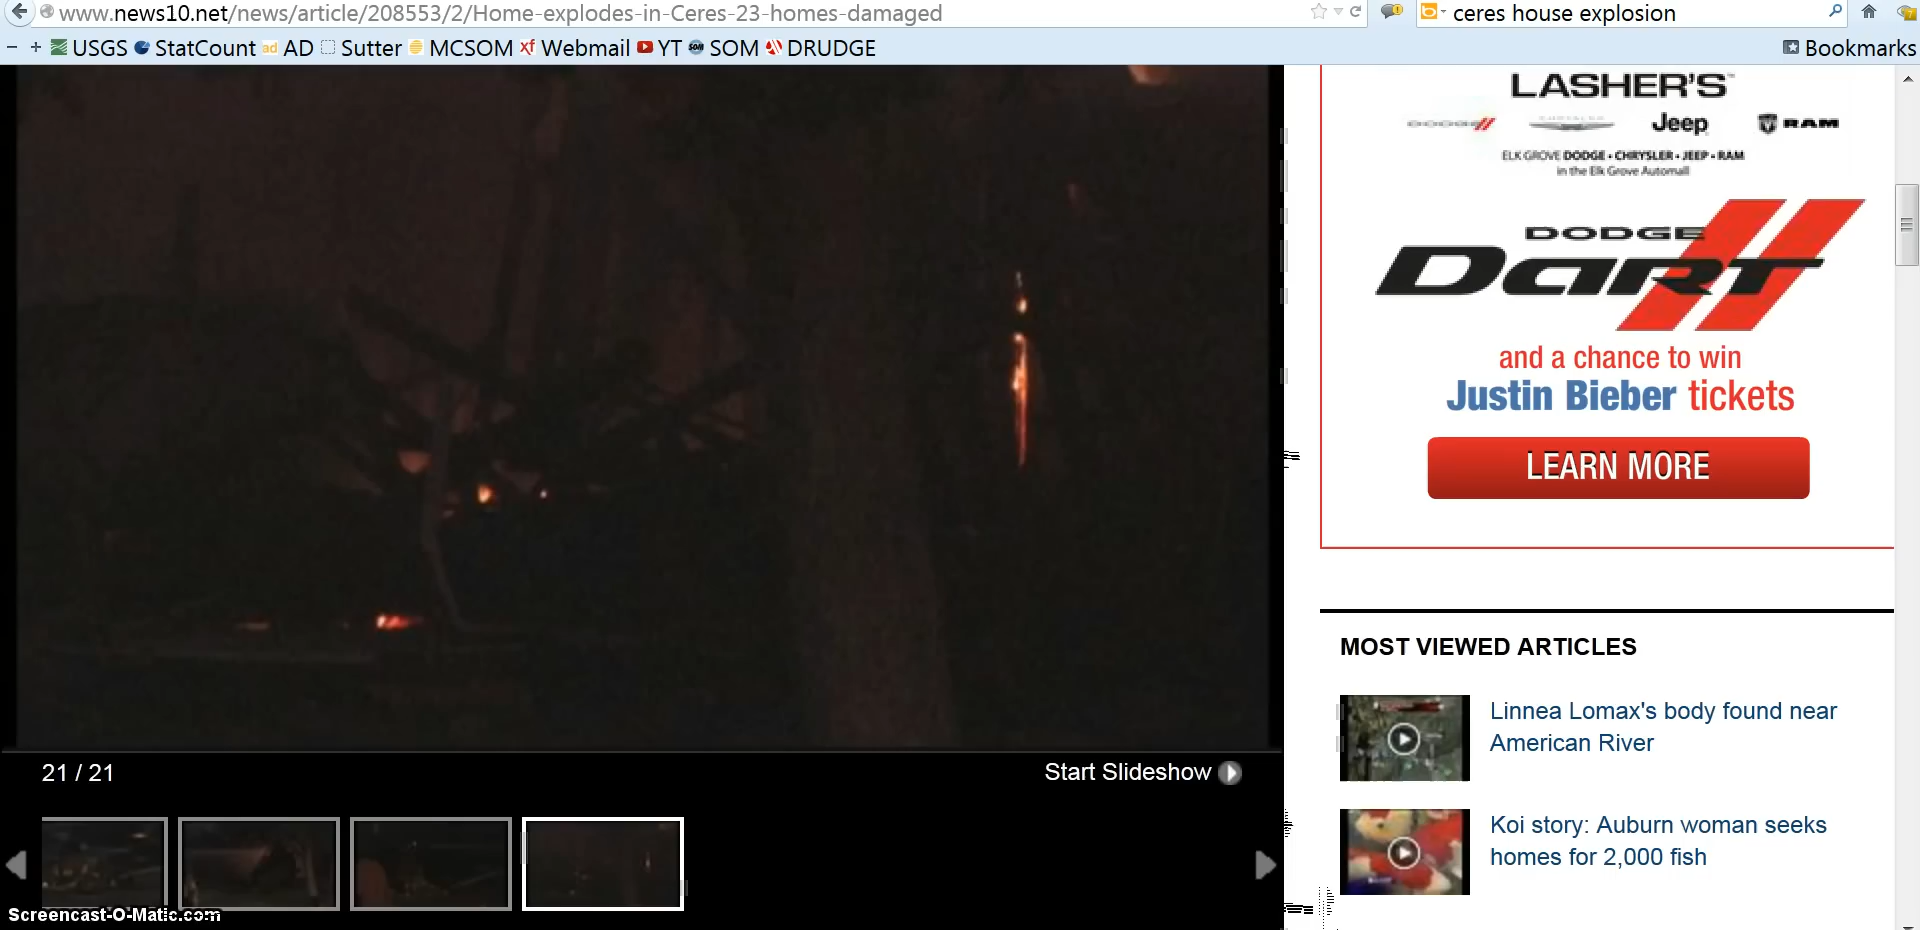 www.news10.net/news/article/208553/2/Home-explodes-in-Ceres-23-homes-damaged
ceres house explosion
USGS StatCount AD Sutter MCSOM Webmail YT SOM DRUDGE
Bookmarks
LASHER'S
DODGE CHRYSLER Jeep RAM
ELK GROVE DODGE • CHRYSLER • JEEP • RAM
in the Elk Grove Automall
DODGE
DART
and a chance to win
Justin Bieber tickets
LEARN MORE
MOST VIEWED ARTICLES
Linnea Lomax's body found near
American River
Koi story: Auburn woman seeks
homes for 2,000 fish
21 / 21
Start Slideshow
Screencast-O-Matic.com